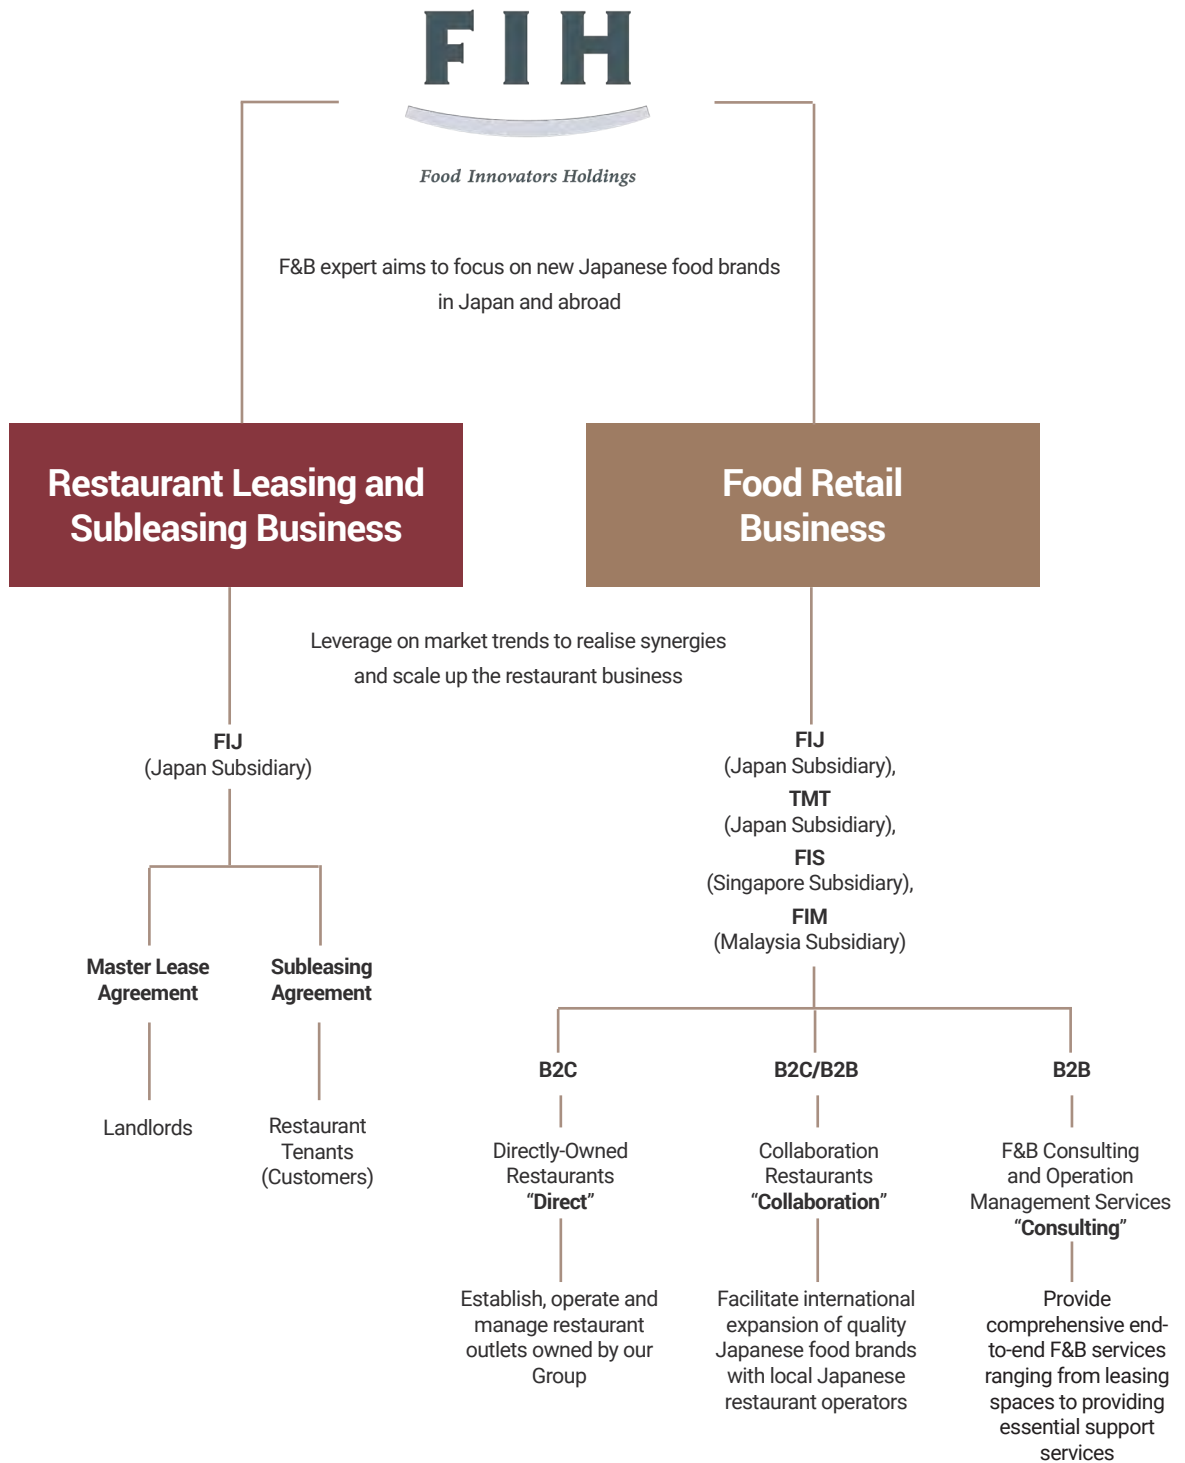 FIH
Food Innovators Holdings
F&B expert aims to focus on new Japanese food brands
in Japan and abroad
Restaurant Leasing and
Subleasing Business
Food Retail
Business
Leverage on market trends to realise synergies
and scale up the restaurant business
FIJ
(Japan Subsidiary)
Master Lease
Agreement
Landlords
Subleasing
Agreement
Restaurant
Tenants
(Customers)
FIJ
(Japan Subsidiary),
TMT
(Japan Subsidiary),
FIS
(Singapore Subsidiary),
FIM
(Malaysia Subsidiary)
B2C
Directly-Owned
Restaurants
“Direct”
Establish, operate and
manage restaurant
outlets owned by our
Group
B2C/B2B
Collaboration
Restaurants
“Collaboration”
Facilitate international
expansion of quality
Japanese food brands
with local Japanese
restaurant operators
B2B
F&B Consulting
and Operation
Management Services
“Consulting”
Provide
comprehensive end-
to-end F&B services
ranging from leasing
spaces to providing
essential support
services